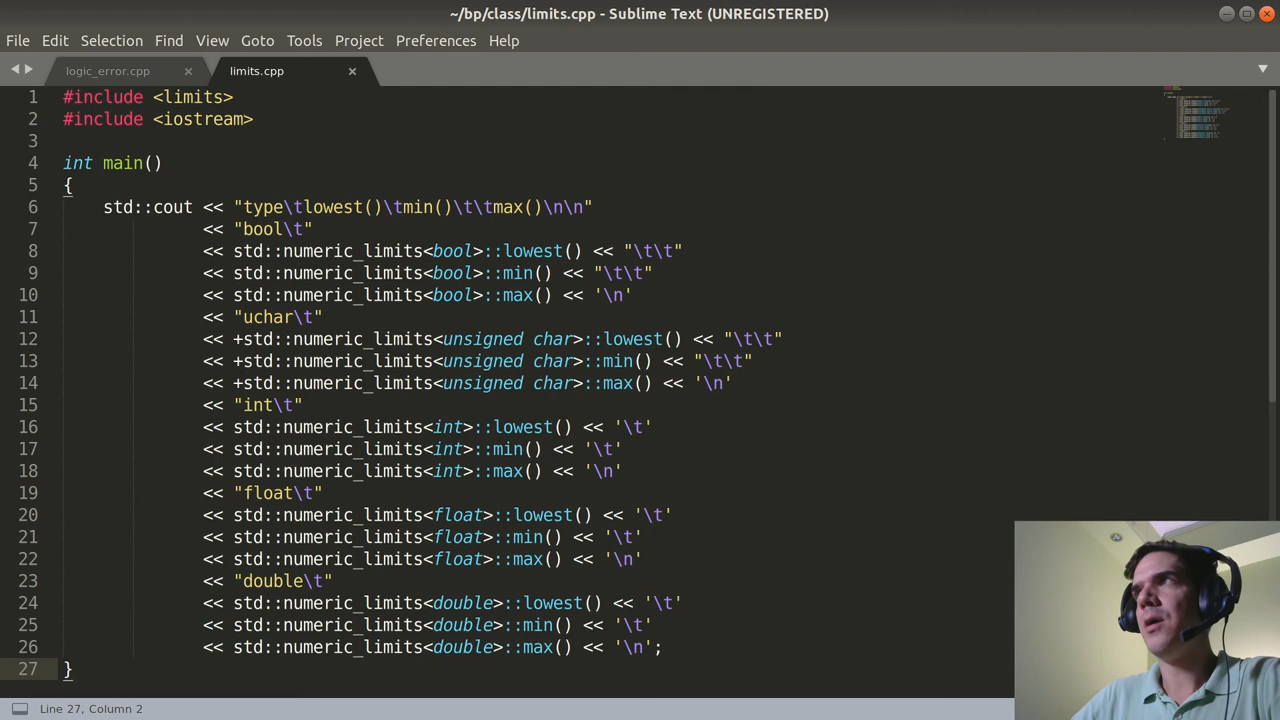 ~/bp/class/limits.cpp - Sublime Text (UNREGISTERED)
File Edit Selection Find View Goto Tools Project Preferences Help
logic_error.cpp limits.cpp
1 #include <limits>
2 #include <iostream>
3
4 int main()
5 {
6 std::cout << "type\tlowest()\tmin()\t\tmax()\n\n"
7 << "bool\t"
8 << std::numeric_limits<bool>::lowest() << "\t\t"
9 << std::numeric_limits<bool>::min() << "\t\t"
10 << std::numeric_limits<bool>::max() << '\n'
11 << "uchar\t"
12 << +std::numeric_limits<unsigned char>::lowest() << "\t\t"
13 << +std::numeric_limits<unsigned char>::min() << "\t\t"
14 << +std::numeric_limits<unsigned char>::max() << '\n'
15 << "int\t"
16 << std::numeric_limits<int>::lowest() << '\t'
17 << std::numeric_limits<int>::min() << '\t'
18 << std::numeric_limits<int>::max() << '\n'
19 << "float\t"
20 << std::numeric_limits<float>::lowest() << '\t'
21 << std::numeric_limits<float>::min() << '\t'
22 << std::numeric_limits<float>::max() << '\n'
23 << "double\t"
24 << std::numeric_limits<double>::lowest() << '\t'
25 << std::numeric_limits<double>::min() << '\t'
26 << std::numeric_limits<double>::max() << '\n';
27 }
Line 27, Column 2